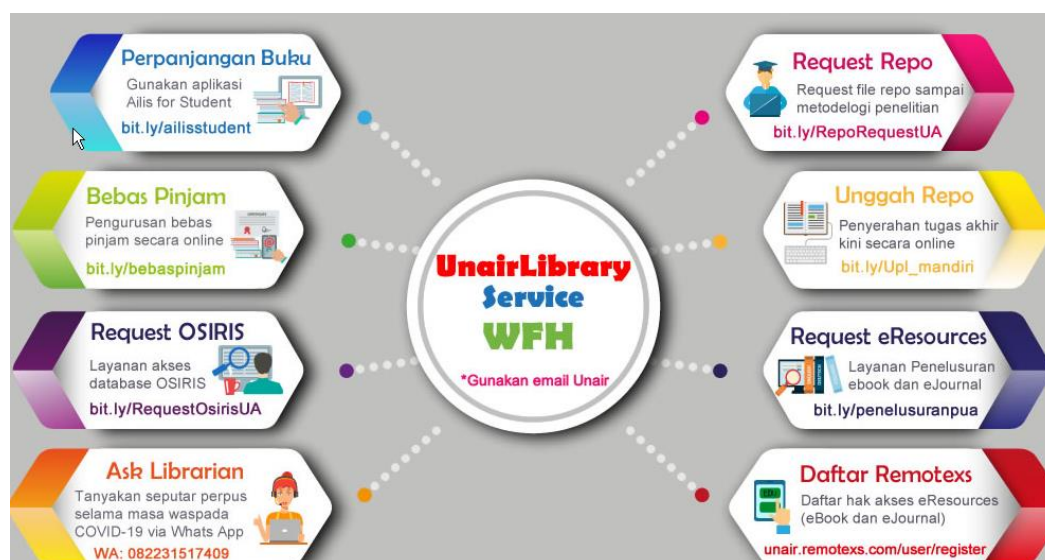 Perpanjangan Buku
Gunakan aplikasi
Ailis for Student
bit.ly/ailisstudent
Bebas Pinjam
Pengurusan bebas
pinjam secara online
bit.ly/bebaspinjam
Request OSIRIS
Layanan akses
database OSIRIS
bit.ly/RequestOsirisUA
Ask Librarian
Tanyakan seputar perpus
selama masa waspada
COVID-19 via Whats App
WA: 082231517409
UnairLibrary
Service
WFH
*Gunakan email Unair
Request Repo
Request file repo sampai
metodelogi penelitian
bit.ly/RepoRequestUA
Unggah Repo
Penyerahan tugas akhir
kini secara online
bit.ly/Upl_mandiri
Request eResources
Layanan Penelusuran
ebook dan eJournal
bit.ly/penelusuranpua
Daftar Remotexs
Daftar hak akses eResources
(eBook dan eJournal)
unair.remotexs.com/user/register